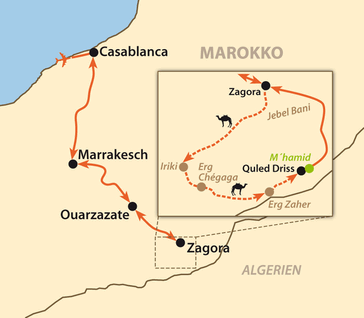 Casablanca
MAROKKO
Zagora
Jebel Bani
M´hamid
Iriki
Erg
Chégaga
Quled Driss
Erg Zaher
Marrakesch
Ouarzazate
Zagora
ALGERIEN